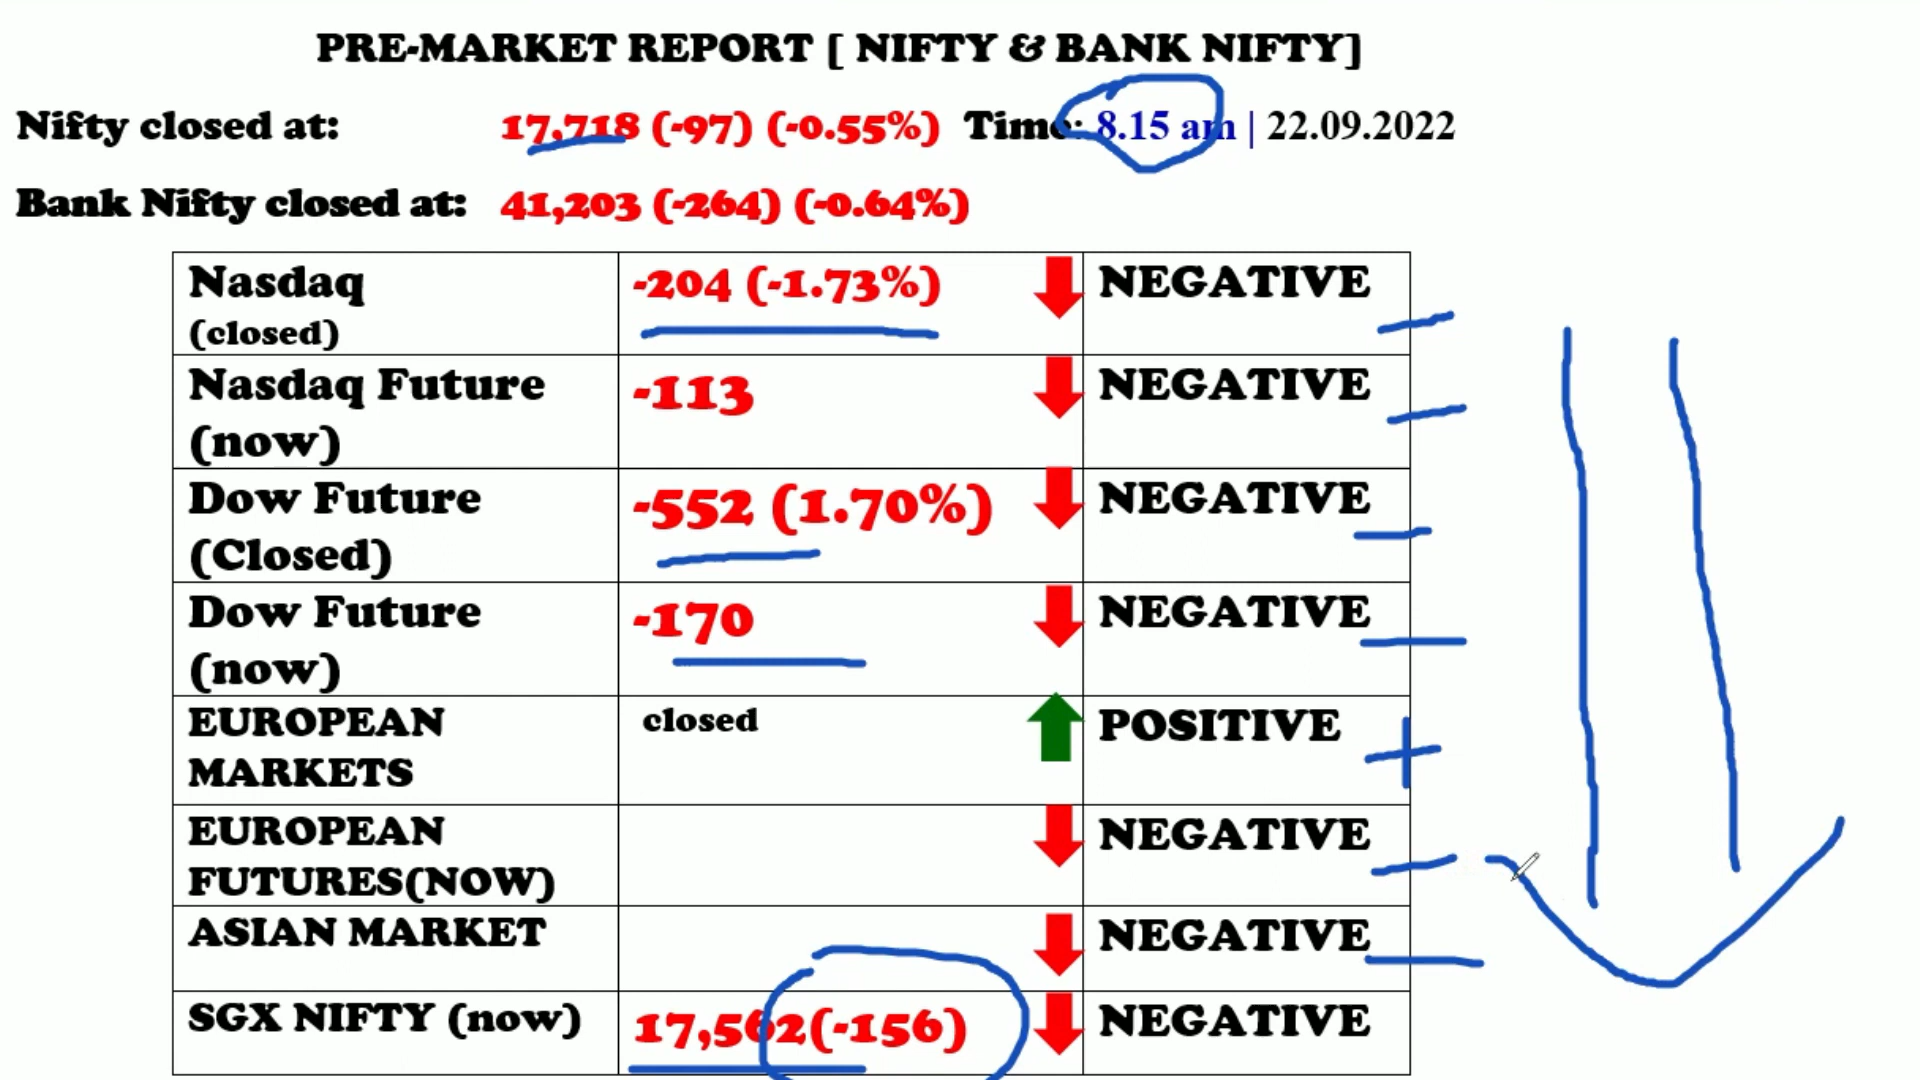 PRE-MARKET REPORT [ NIFTY & BANK NIFTY]
Nifty closed at: 17,718 (-97) (-0.55%) Time: 8.15 am | 22.09.2022
Bank Nifty closed at: 41,203 (-264) (-0.64%)
Nasdaq -204 (-1.73%) NEGATIVE
(closed)
Nasdaq Future -113 NEGATIVE
(now)
Dow Future -552 (1.70%) NEGATIVE
(Closed)
Dow Future -170 NEGATIVE
(now)
EUROPEAN closed POSITIVE
MARKETS
EUROPEAN NEGATIVE
FUTURES(NOW)
ASIAN MARKET NEGATIVE
SGX NIFTY (now) 17,562(-156) NEGATIVE